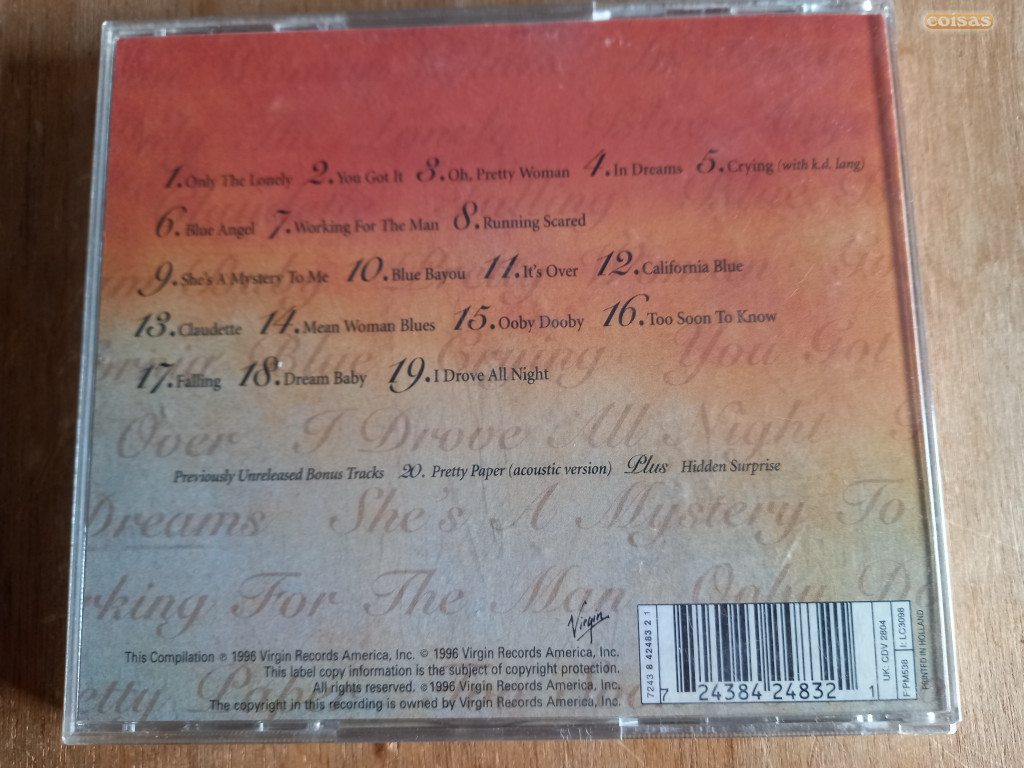 coisas
1. Only The Lonely 2. You Got It 3. Oh, Pretty Woman 4. In Dreams 5. Crying (with k.d. lang)
6. Blue Angel 7. Working For The Man 8. Running Scared
9. She's A Mystery To Me 10. Blue Bayou 11. It's Over 12. California Blue
13. Claudette 14. Mean Woman Blues 15. Ooby Dooby 16. Too Soon To Know
Crying You Got
17. Falling 18. Dream Baby 19. I Drove All Night
Over I Drove All Night
Previously Unreleased Bonus Tracks 20. Pretty Paper (acoustic version) Plus Hidden Surprise
Dreams She's A Mystery To
rking For The Man Ooby
Virgin
This Compilation ℗ 1996 Virgin Records America, Inc. © 1996 Virgin Records America, Inc.
This label copy information is the subject of copyright protection.
All rights reserved. © 1996 Virgin Records America, Inc.
The copyright in this recording is owned by Virgin Records America, Inc.
7243 8 42483 2 1
7 24384 24832 1
UK: CDV 2804
F: PM538 I: LC3098
PRINTED IN HOLLAND